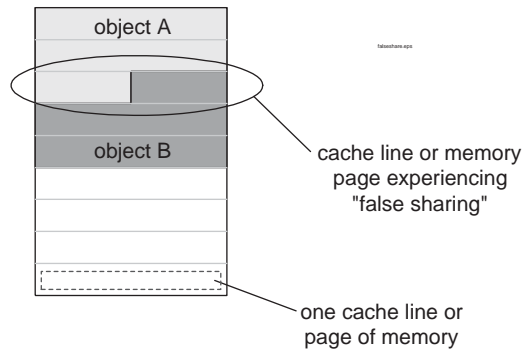 object A
falseshare.eps
object B
cache line or memory
page experiencing
"false sharing"
one cache line or
page of memory